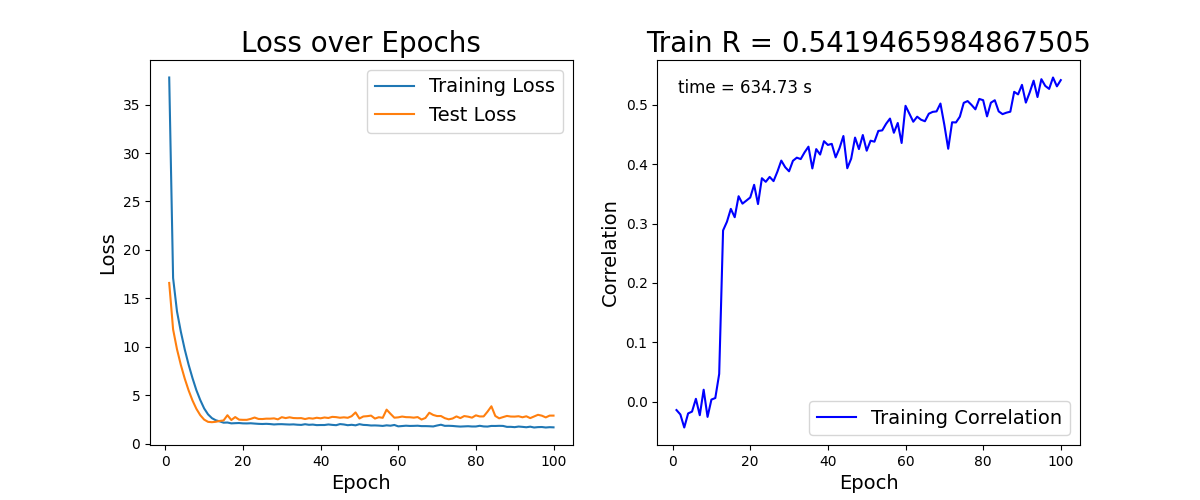 Loss over Epochs
Training Loss
Test Loss
35
30
25
20
15
10
5
0
Loss
0 20 40 60 80 100
Epoch
Train R = 0.5419465984867505
time = 634.73 s
0.5
0.4
0.3
0.2
0.1
0.0
Correlation
Training Correlation
0 20 40 60 80 100
Epoch